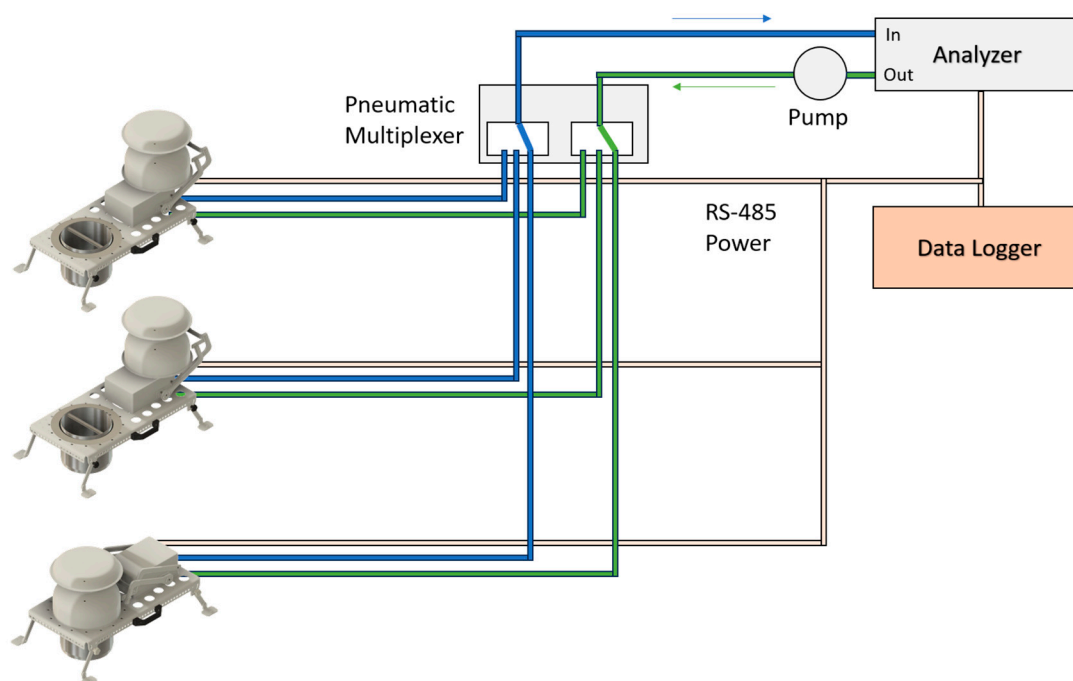 In
Analyzer
Out
Pump
Pneumatic
Multiplexer
RS-485
Power
Data Logger